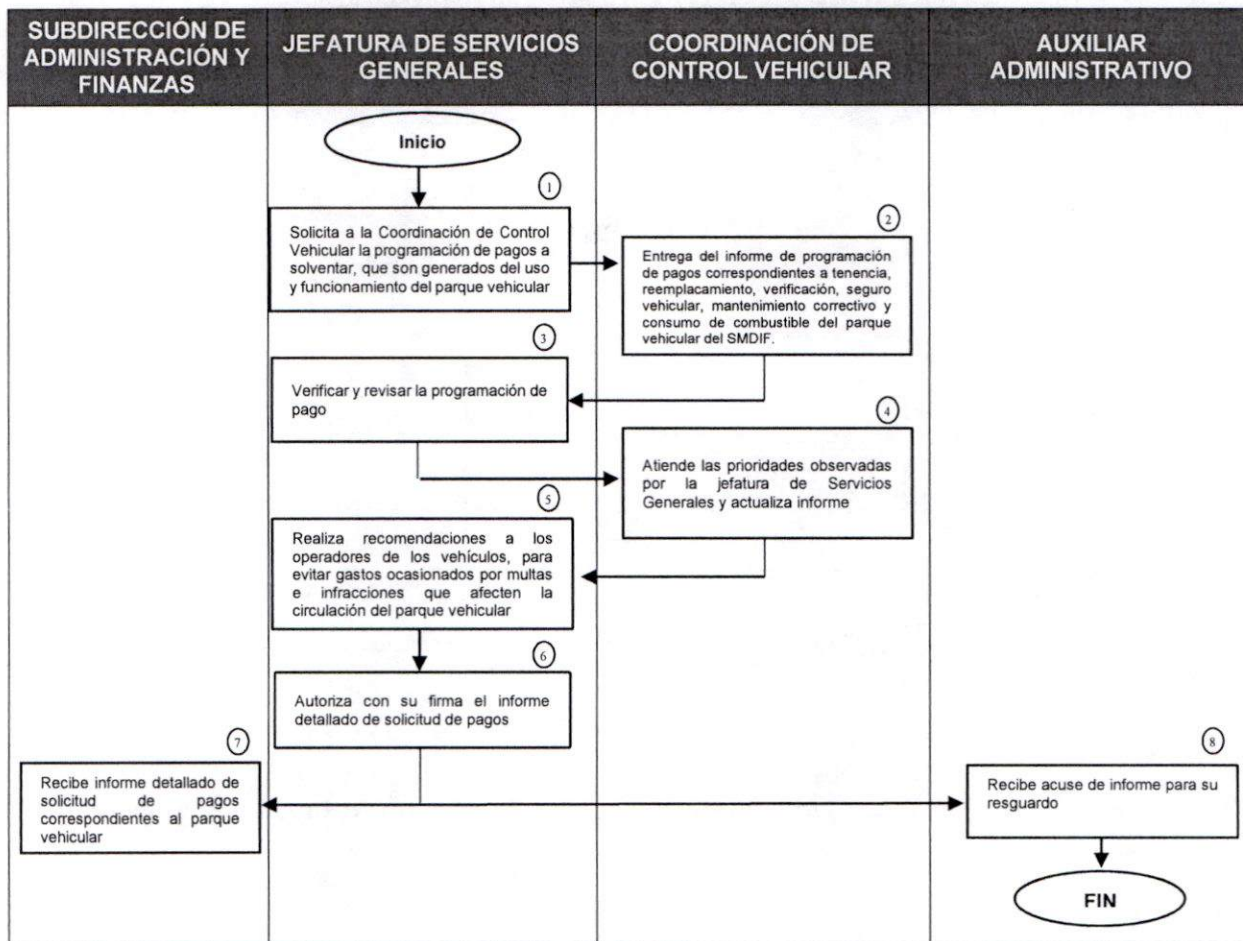 SUBDIRECCIÓN DE
ADMINISTRACIÓN Y
FINANZAS
JEFATURA DE SERVICIOS
GENERALES
COORDINACIÓN DE
CONTROL VEHICULAR
AUXILIAR
ADMINISTRATIVO
Inicio
1
Solicita a la Coordinación de Control
Vehicular la programación de pagos a
solventar, que son generados del uso
y funcionamiento del parque vehicular
2
Entrega del informe de programación
de pagos correspondientes a tenencia,
reemplacamiento, verificación, seguro
vehicular, mantenimiento correctivo y
consumo de combustible del parque
vehicular del SMDIF.
3
Verificar y revisar la programación de
pago
4
Atiende las prioridades observadas
por la jefatura de Servicios
Generales y actualiza informe
5
Realiza recomendaciones a los
operadores de los vehículos, para
evitar gastos ocasionados por multas
e infracciones que afecten la
circulación del parque vehicular
6
Autoriza con su firma el informe
detallado de solicitud de pagos
7
Recibe informe detallado de
solicitud de pagos
correspondientes al parque
vehicular
8
Recibe acuse de informe para su
resguardo
FIN